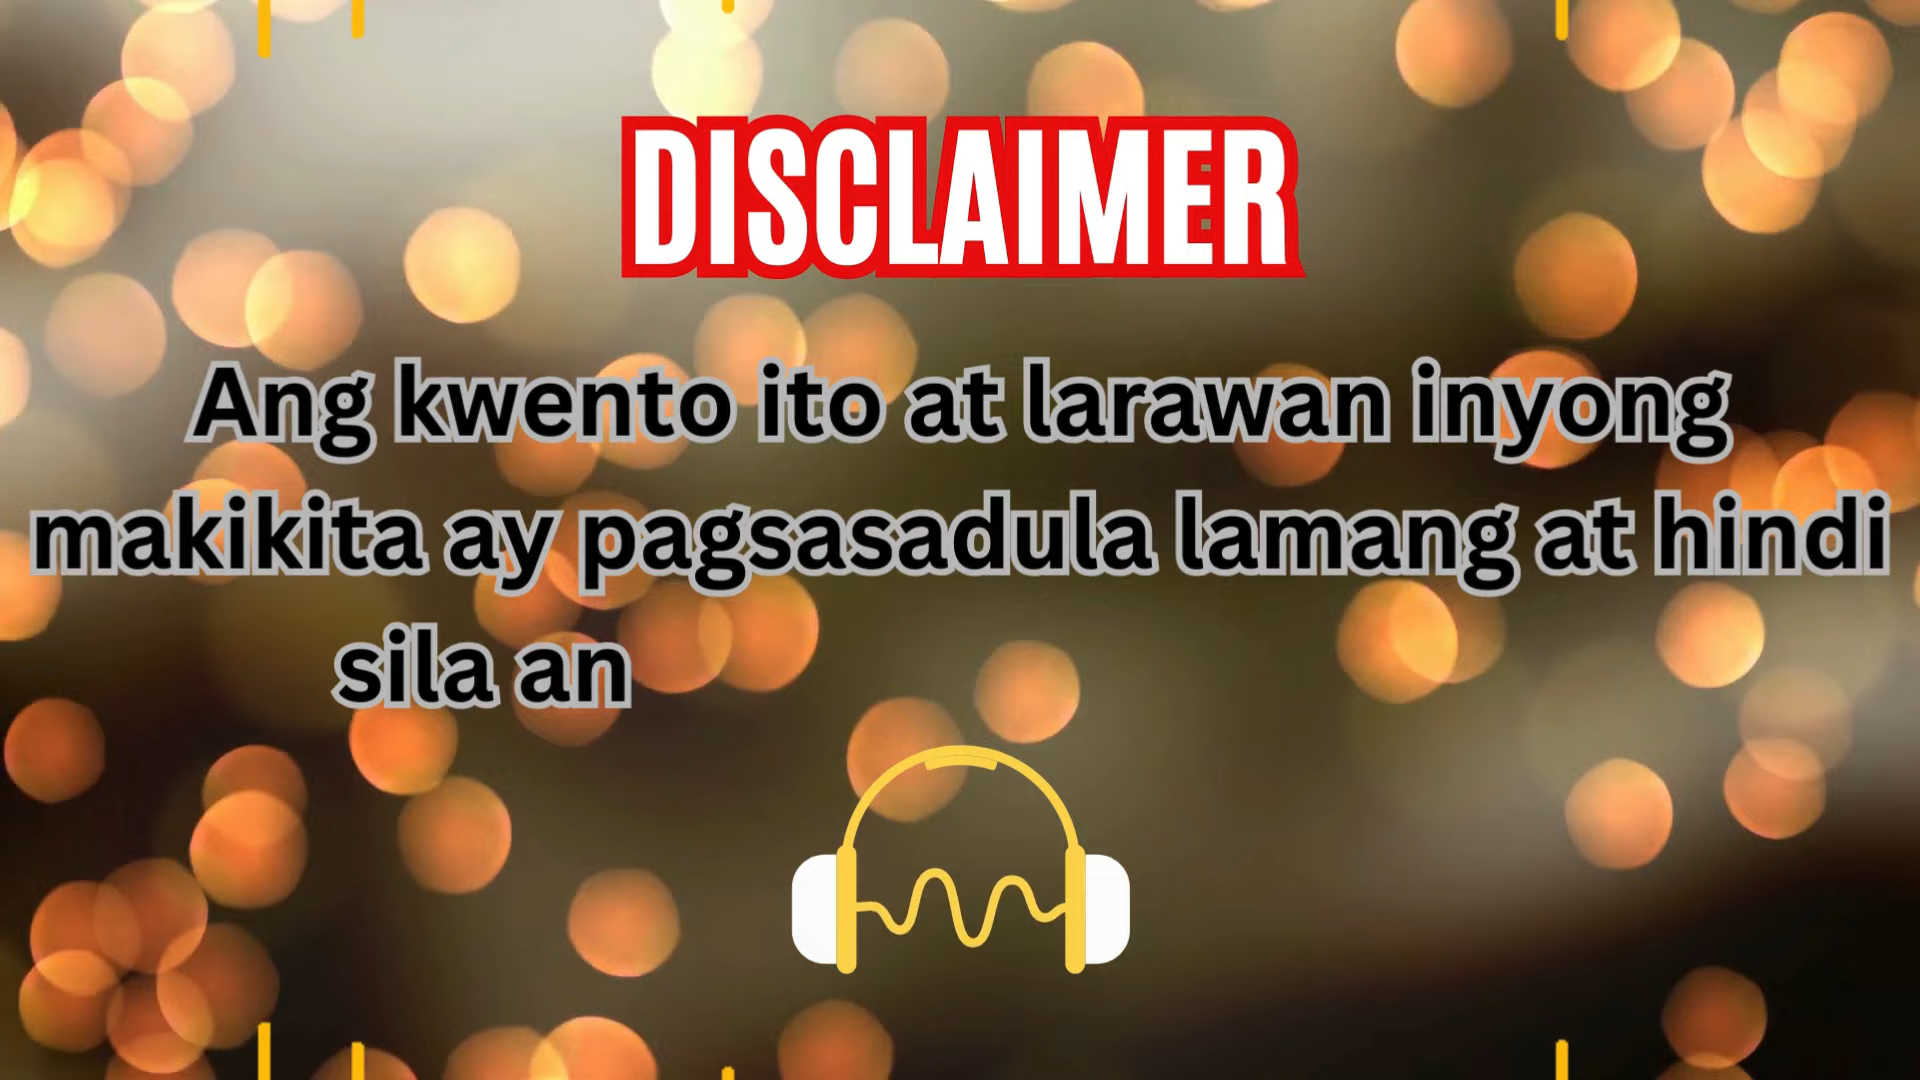 DISCLAIMER
Ang kwento ito at larawan inyong
makikita ay pagsasadula lamang at hindi
sila an